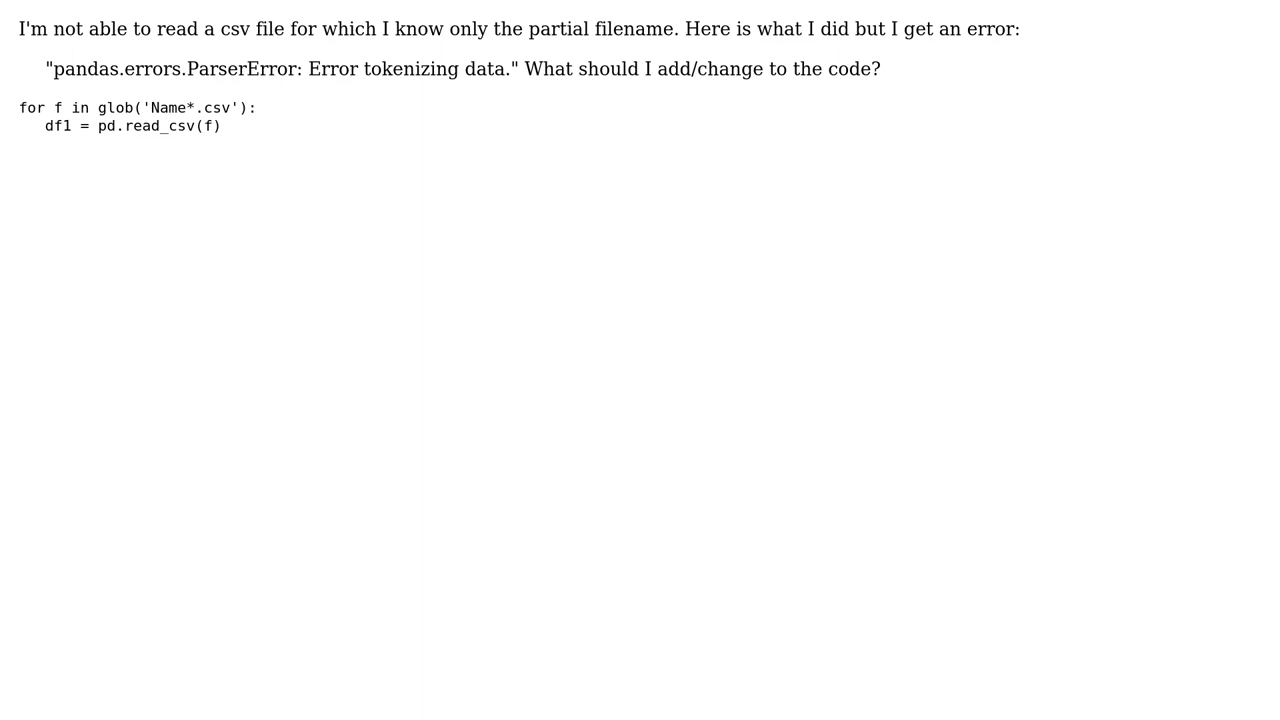 I'm not able to read a csv file for which I know only the partial filename. Here is what I did but I get an error:
"pandas.errors.ParserError: Error tokenizing data." What should I add/change to the code?
for f in glob('Name*.csv'):
   df1 = pd.read_csv(f)